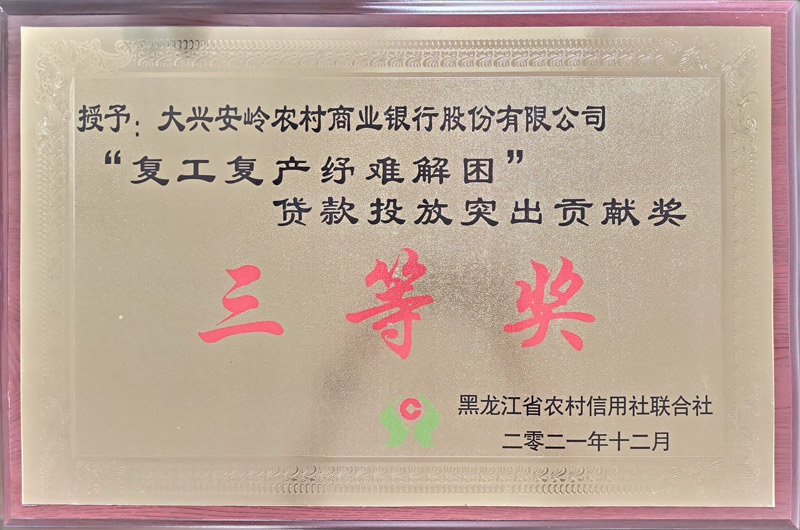 授予：大兴安岭农村商业银行股份有限公司
“复工复产纾难解困”
贷款投放突出贡献奖
三等奖
黑龙江省农村信用社联合社
二零二一年十二月